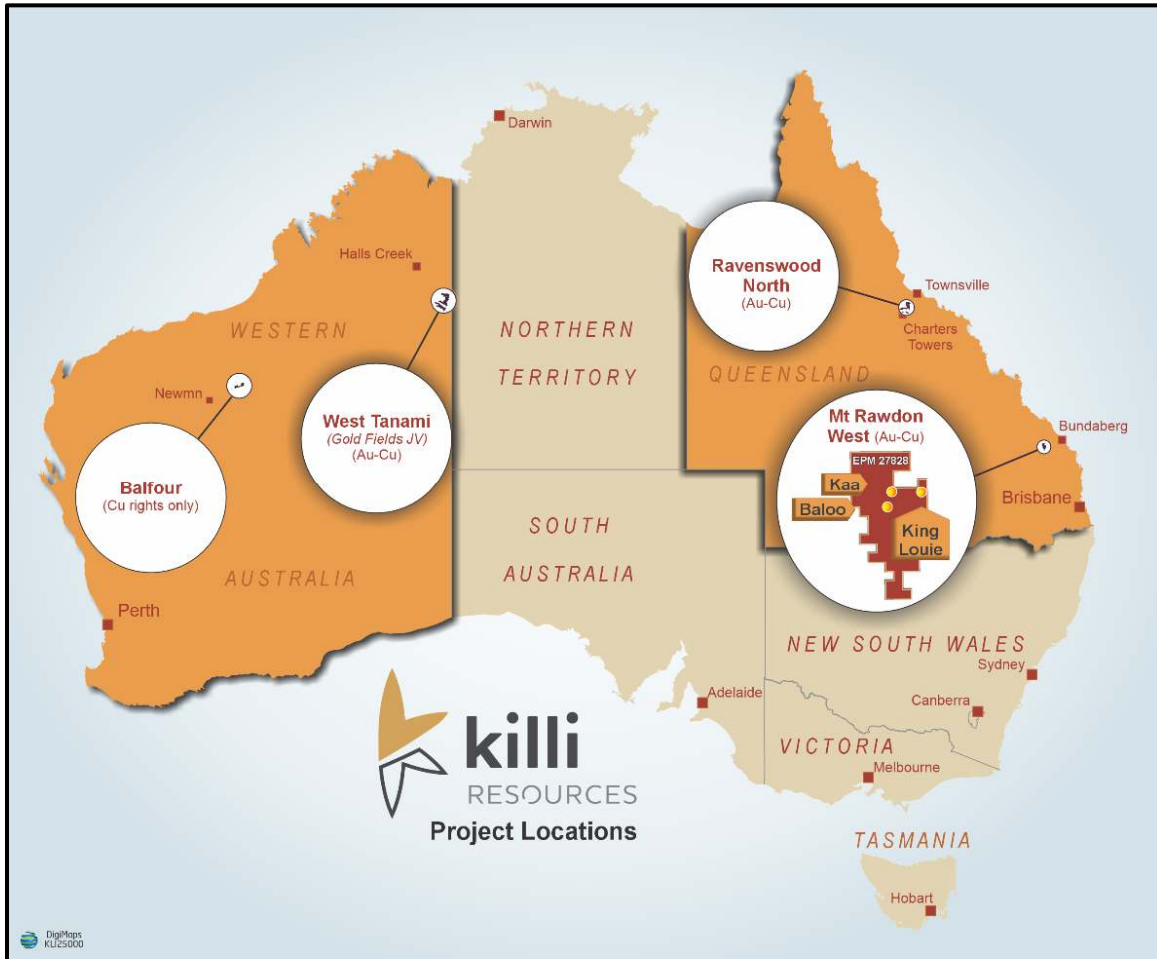 Darwin
Halls Creek
WESTERN
AUSTRALIA
Newmn
Balfour
(Cu rights only)
West Tanami
(Gold Fields JV)
(Au-Cu)
Perth
NORTHERN
TERRITORY
SOUTH
AUSTRALIA
Adelaide
Ravenswood
North
(Au-Cu)
Townsville
Charters
Towers
QUEENSLAND
Mt Rawdon
West (Au-Cu)
EPM 27828
Kaa
Baloo
King
Louie
Bundaberg
Brisbane
NEW SOUTH WALES
Sydney
Canberra
VICTORIA
Melbourne
TASMANIA
Hobart
killi
RESOURCES
Project Locations
DigiMaps
KLI25000